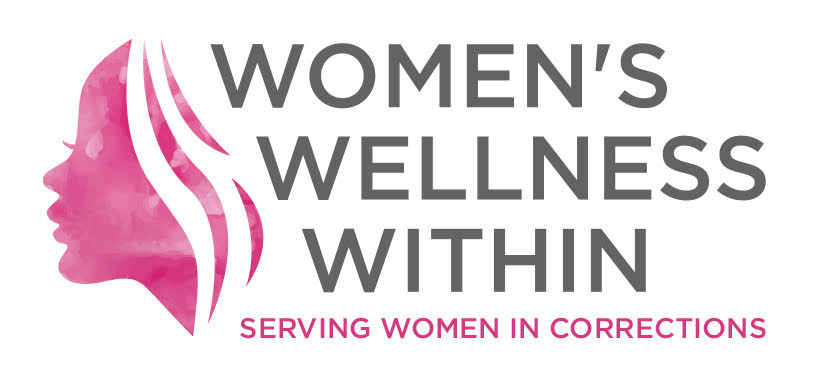 WOMEN'S
WELLNESS
WITHIN
SERVING WOMEN IN CORRECTIONS